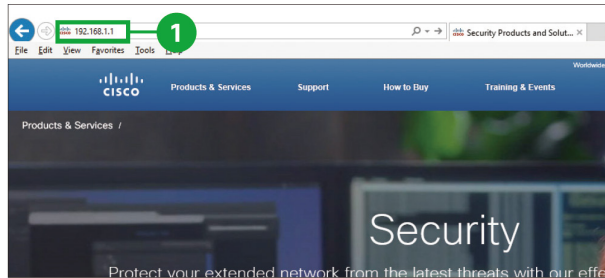 192.168.1.1
1
Security Products and Solut...
File Edit View Favorites Tools
Worldwide
CISCO
Products & Services Support How to Buy Training & Events
Products & Services /
Security
Protect your extended network from the latest threats with our effe